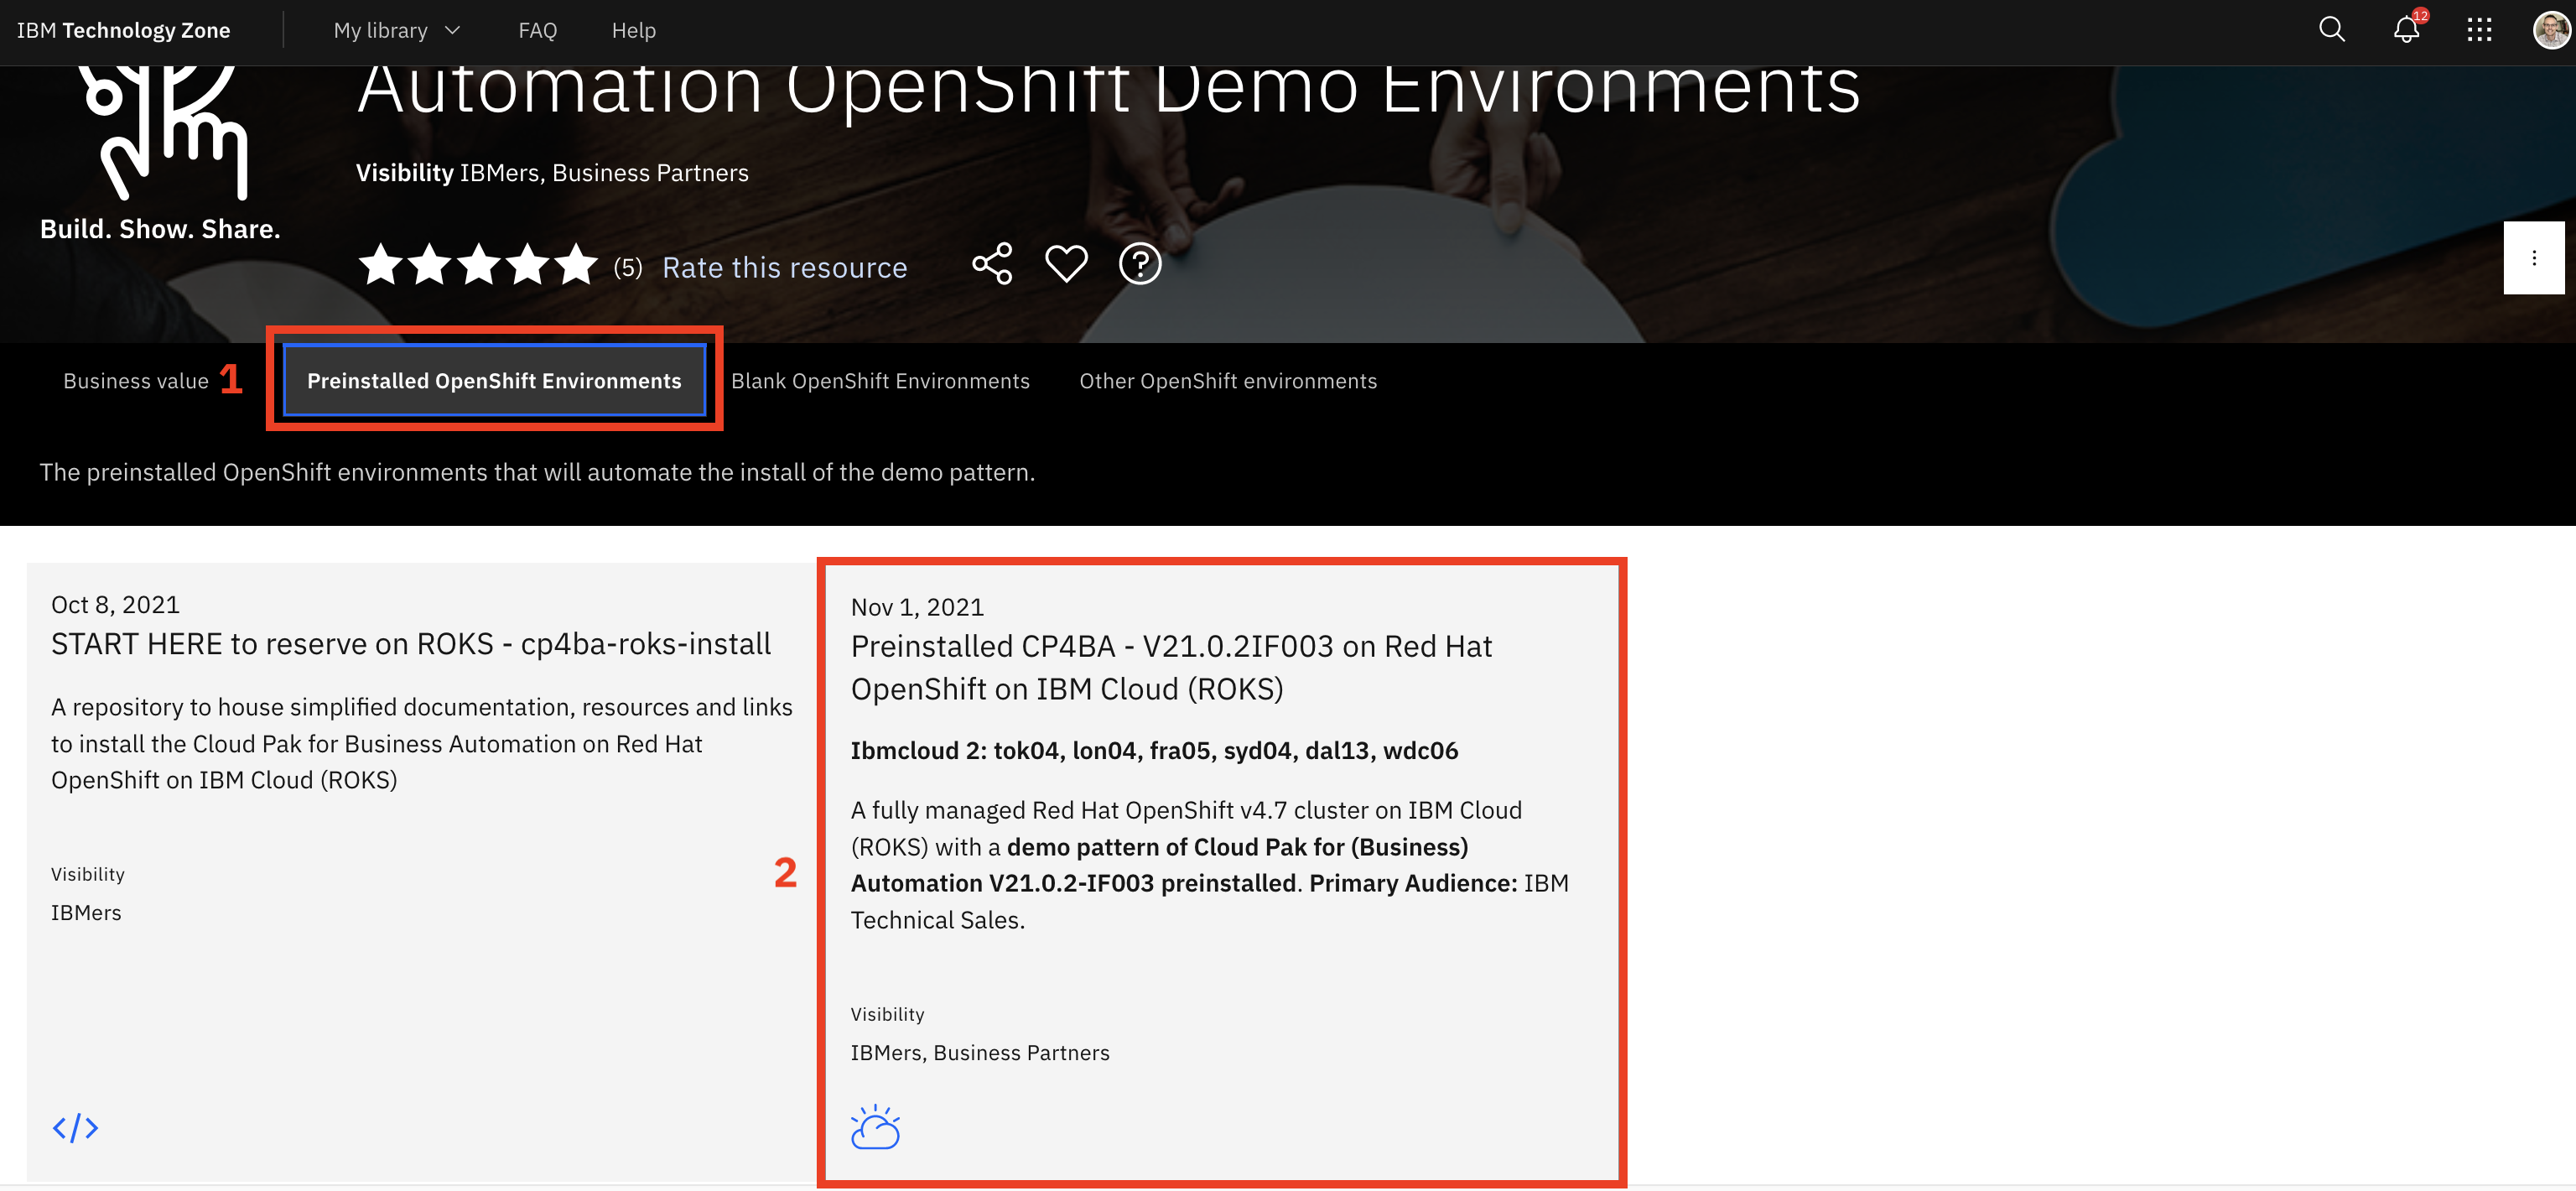 IBM Technology Zone
My library
FAQ
Help
12
Automation OpenShift Demo Environments
Visibility IBMers, Business Partners
Build. Show. Share.
(5) Rate this resource
Business value
1
Preinstalled OpenShift Environments
Blank OpenShift Environments
Other OpenShift environments
The preinstalled OpenShift environments that will automate the install of the demo pattern.
Oct 8, 2021
START HERE to reserve on ROKS - cp4ba-roks-install
A repository to house simplified documentation, resources and links
to install the Cloud Pak for Business Automation on Red Hat
OpenShift on IBM Cloud (ROKS)
Visibility
IBMers
</>
2
Nov 1, 2021
Preinstalled CP4BA - V21.0.2IF003 on Red Hat
OpenShift on IBM Cloud (ROKS)
Ibmcloud 2: tok04, lon04, fra05, syd04, dal13, wdc06
A fully managed Red Hat OpenShift v4.7 cluster on IBM Cloud
(ROKS) with a demo pattern of Cloud Pak for (Business)
Automation V21.0.2-IF003 preinstalled. Primary Audience: IBM
Technical Sales.
Visibility
IBMers, Business Partners